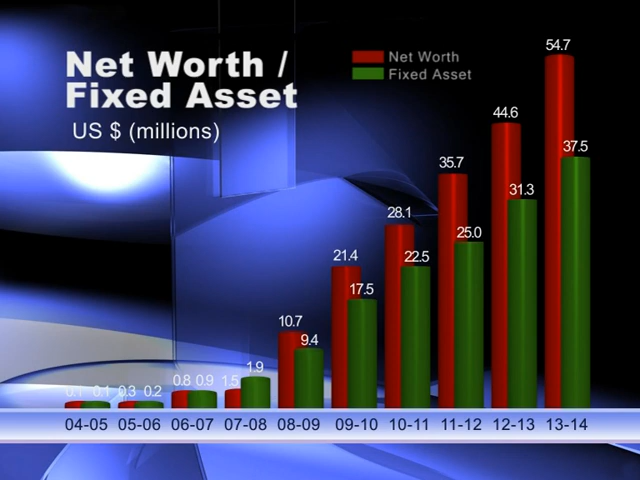 Net Worth /
Fixed Asset
US $ (millions)
Net Worth
Fixed Asset
0.1 0.1 0.3 0.2 0.8 0.9 1.5 1.9 10.7 9.4 21.4 17.5 28.1 22.5 35.7 25.0 44.6 31.3 54.7 37.5
04-05 05-06 06-07 07-08 08-09 09-10 10-11 11-12 12-13 13-14